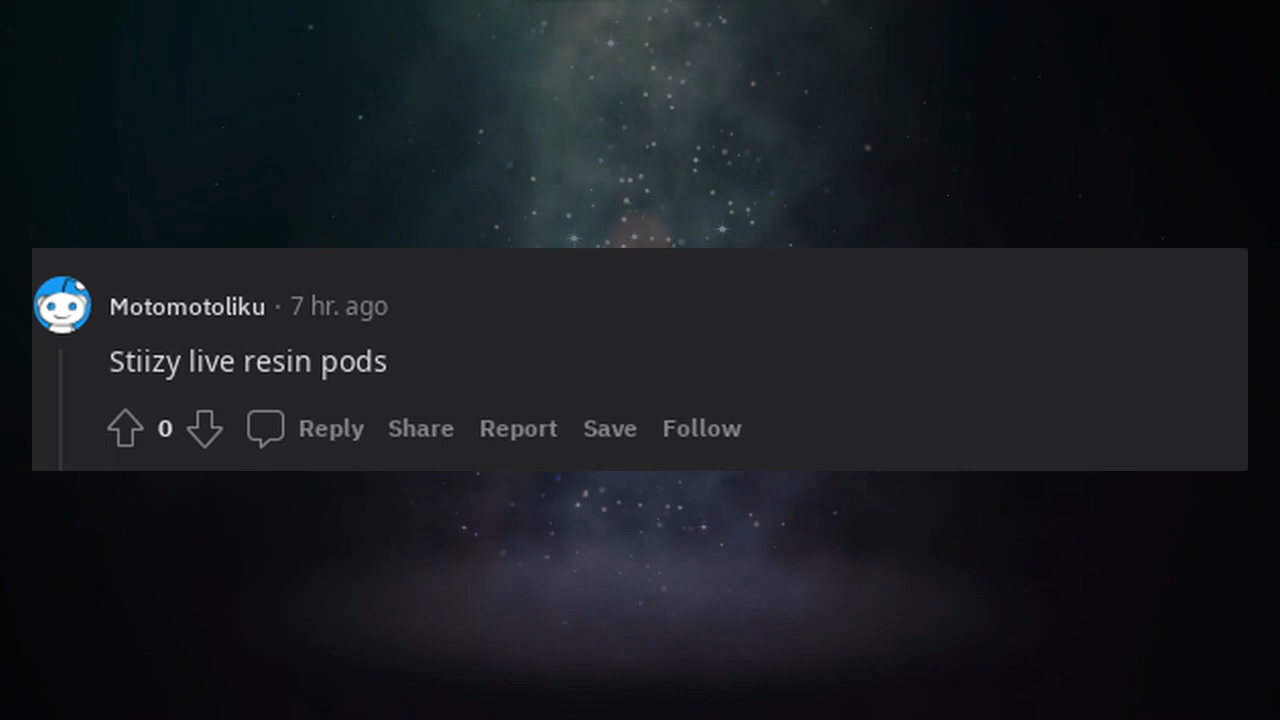 Motomotoliku · 7 hr. ago
Stiizy live resin pods
0 Reply Share Report Save Follow